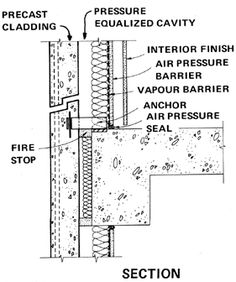 PRECAST
CLADDING
PRESSURE
EQUALIZED CAVITY
INTERIOR FINISH
AIR PRESSURE
BARRIER
VAPOUR BARRIER
ANCHOR
AIR PRESSURE
SEAL
FIRE
STOP
SECTION